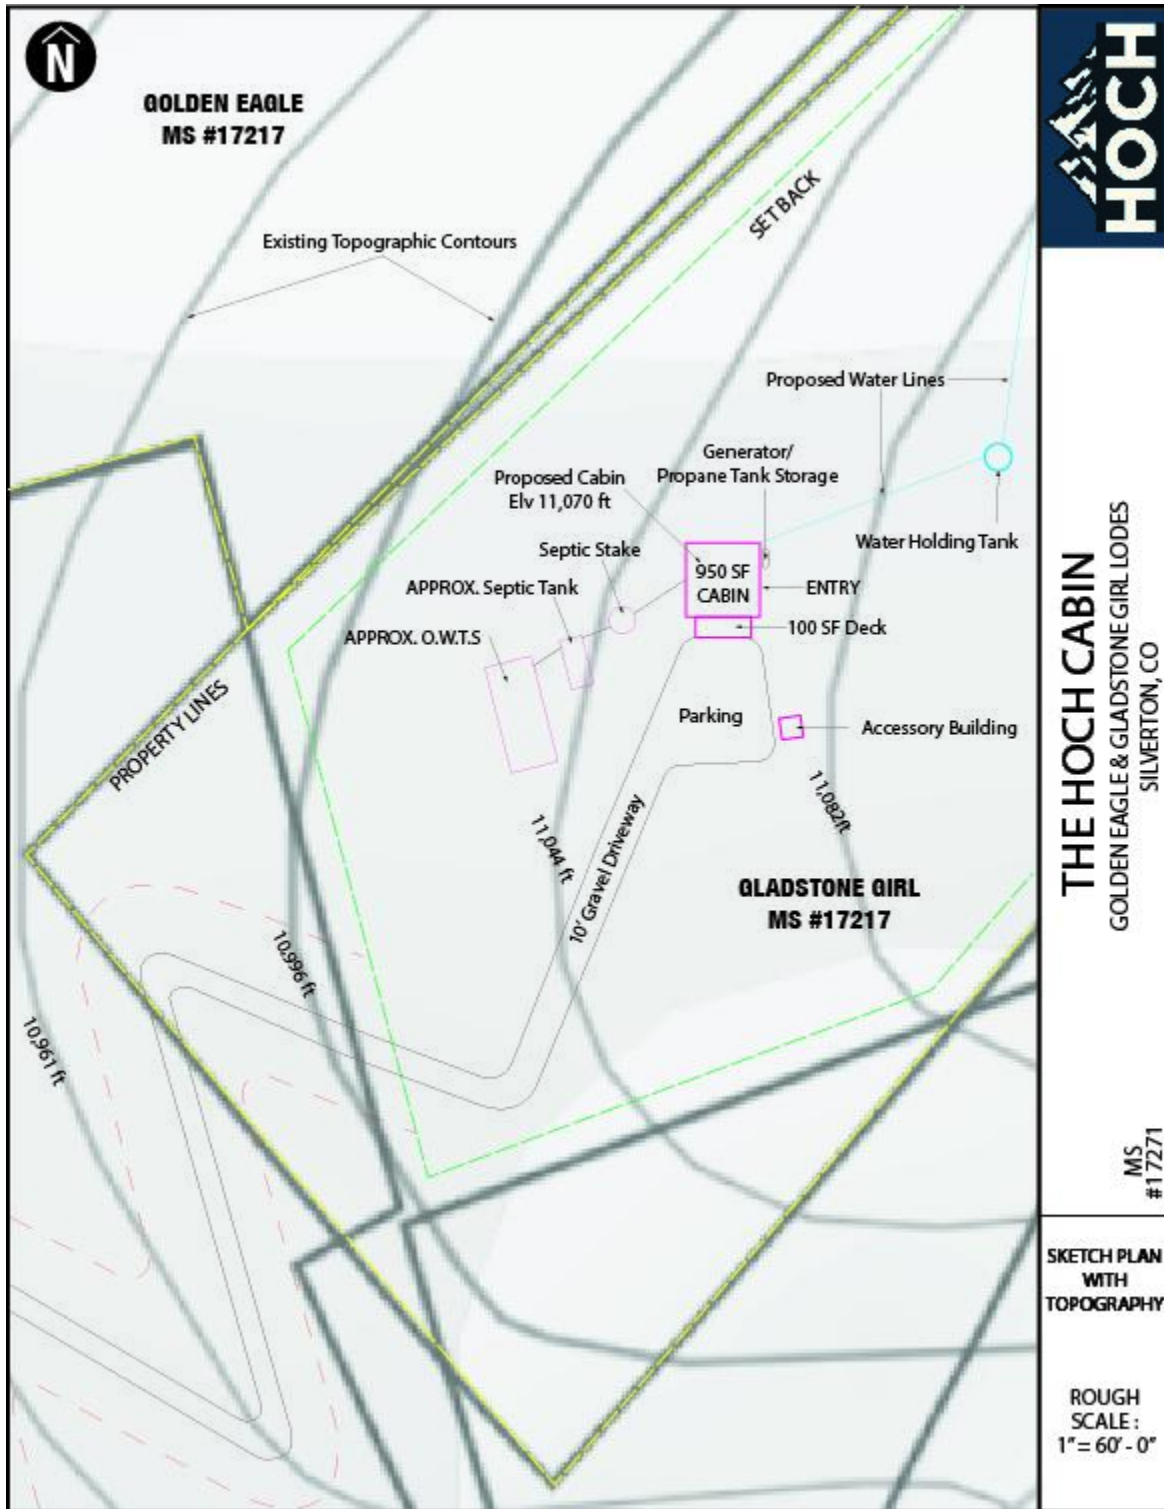 N
GOLDEN EAGLE
MS #17217
SET BACK
Existing Topographic Contours
Proposed Water Lines
Generator/
Propane Tank Storage
Proposed Cabin
Elv 11,070 ft
Water Holding Tank
Septic Stake
950 SF
CABIN
ENTRY
APPROX. Septic Tank
100 SF Deck
APPROX. O.W.T.S
PROPERTY LINES
Parking
Accessory Building
11,082ft
11,044 ft
10' Gravel Driveway
GLADSTONE GIRL
MS #17217
10,996 ft
10,961 ft
HOCH
THE HOCH CABIN
GOLDEN EAGLE & GLADSTONE GIRL LODES
SILVERTON, CO
MS
#17271
SKETCH PLAN
WITH
TOPOGRAPHY
ROUGH
SCALE :
1" = 60' - 0"